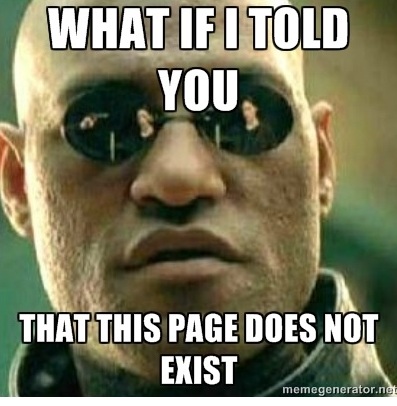 WHAT IF I TOLD
YOU
THAT THIS PAGE DOES NOT
EXIST
memegenerator.net